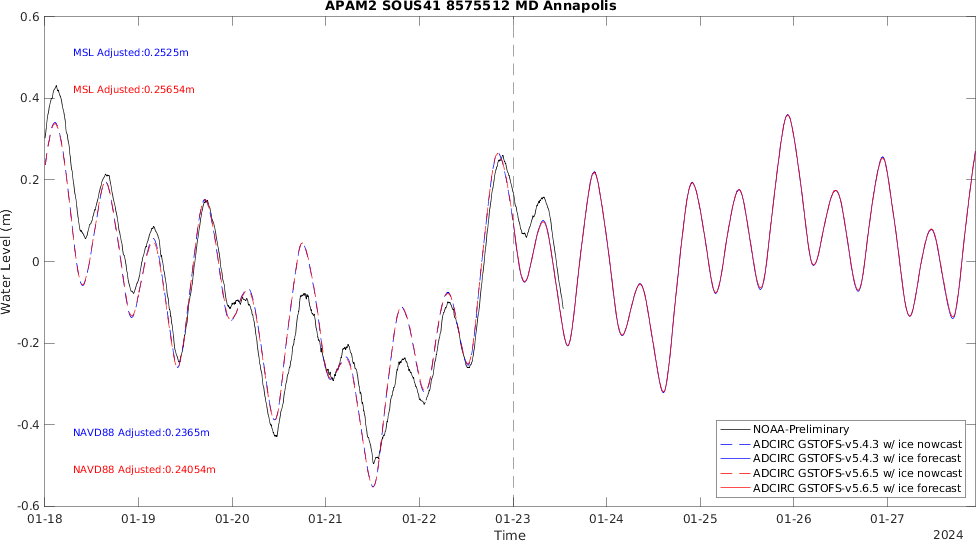 APAM2 SOUS41 8575512 MD Annapolis
0.6
MSL Adjusted:0.2525m
MSL Adjusted:0.25654m
0.4
0.2
0
-0.2
-0.4
-0.6
Water Level (m)
NAVD88 Adjusted:0.2365m
NAVD88 Adjusted:0.24054m
NOAA-Preliminary
ADCIRC GSTOFS-v5.4.3 w/ ice nowcast
ADCIRC GSTOFS-v5.4.3 w/ ice forecast
ADCIRC GSTOFS-v5.6.5 w/ ice nowcast
ADCIRC GSTOFS-v5.6.5 w/ ice forecast
01-18 01-19 01-20 01-21 01-22 01-23 01-24 01-25 01-26 01-27
Time
2024